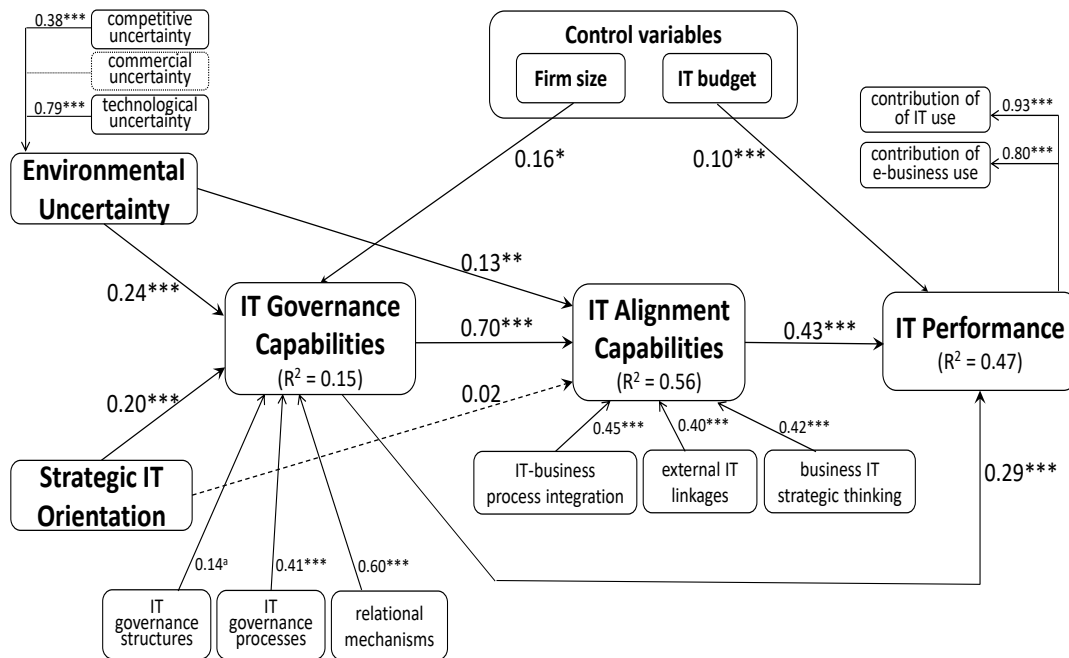 0.38***
competitive
uncertainty
commercial
uncertainty
0.79***
technological
uncertainty
Control variables
Firm size
IT budget
contribution of
of IT use
0.93***
contribution of
e-business use
0.80***
Environmental
Uncertainty
0.16*
0.10***
0.13**
0.24***
IT Governance
Capabilities
(R² = 0.15)
0.70***
IT Alignment
Capabilities
(R² = 0.56)
0.43***
IT Performance
(R² = 0.47)
0.20***
0.02
0.45***
0.40***
0.42***
Strategic IT
Orientation
IT-business
process integration
external IT
linkages
business IT
strategic thinking
0.29***
0.14ᵃ
0.41***
0.60***
IT
governance
structures
IT
governance
processes
relational
mechanisms